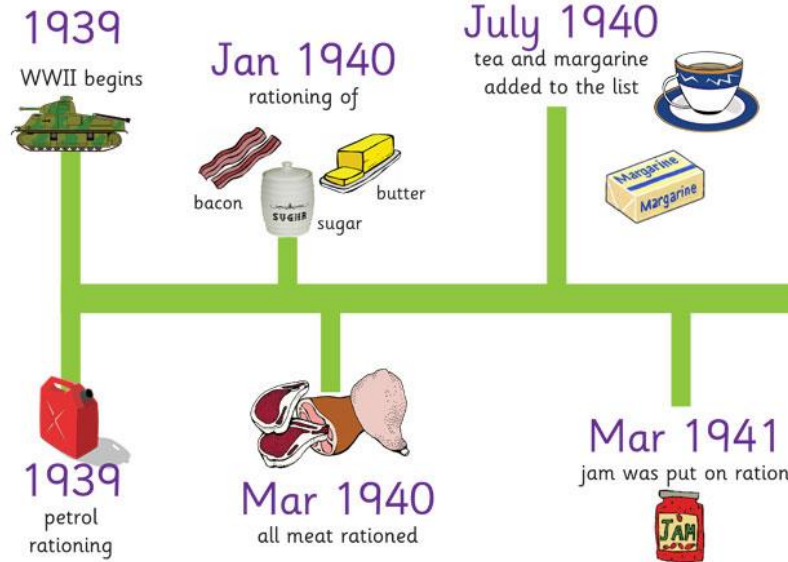 1939
WWII begins
Jan 1940
rationing of
bacon
SUGAR
sugar
butter
July 1940
tea and margarine
added to the list
Margarine
Margarine
1939
petrol
rationing
Mar 1940
all meat rationed
Mar 1941
jam was put on ration
JAM